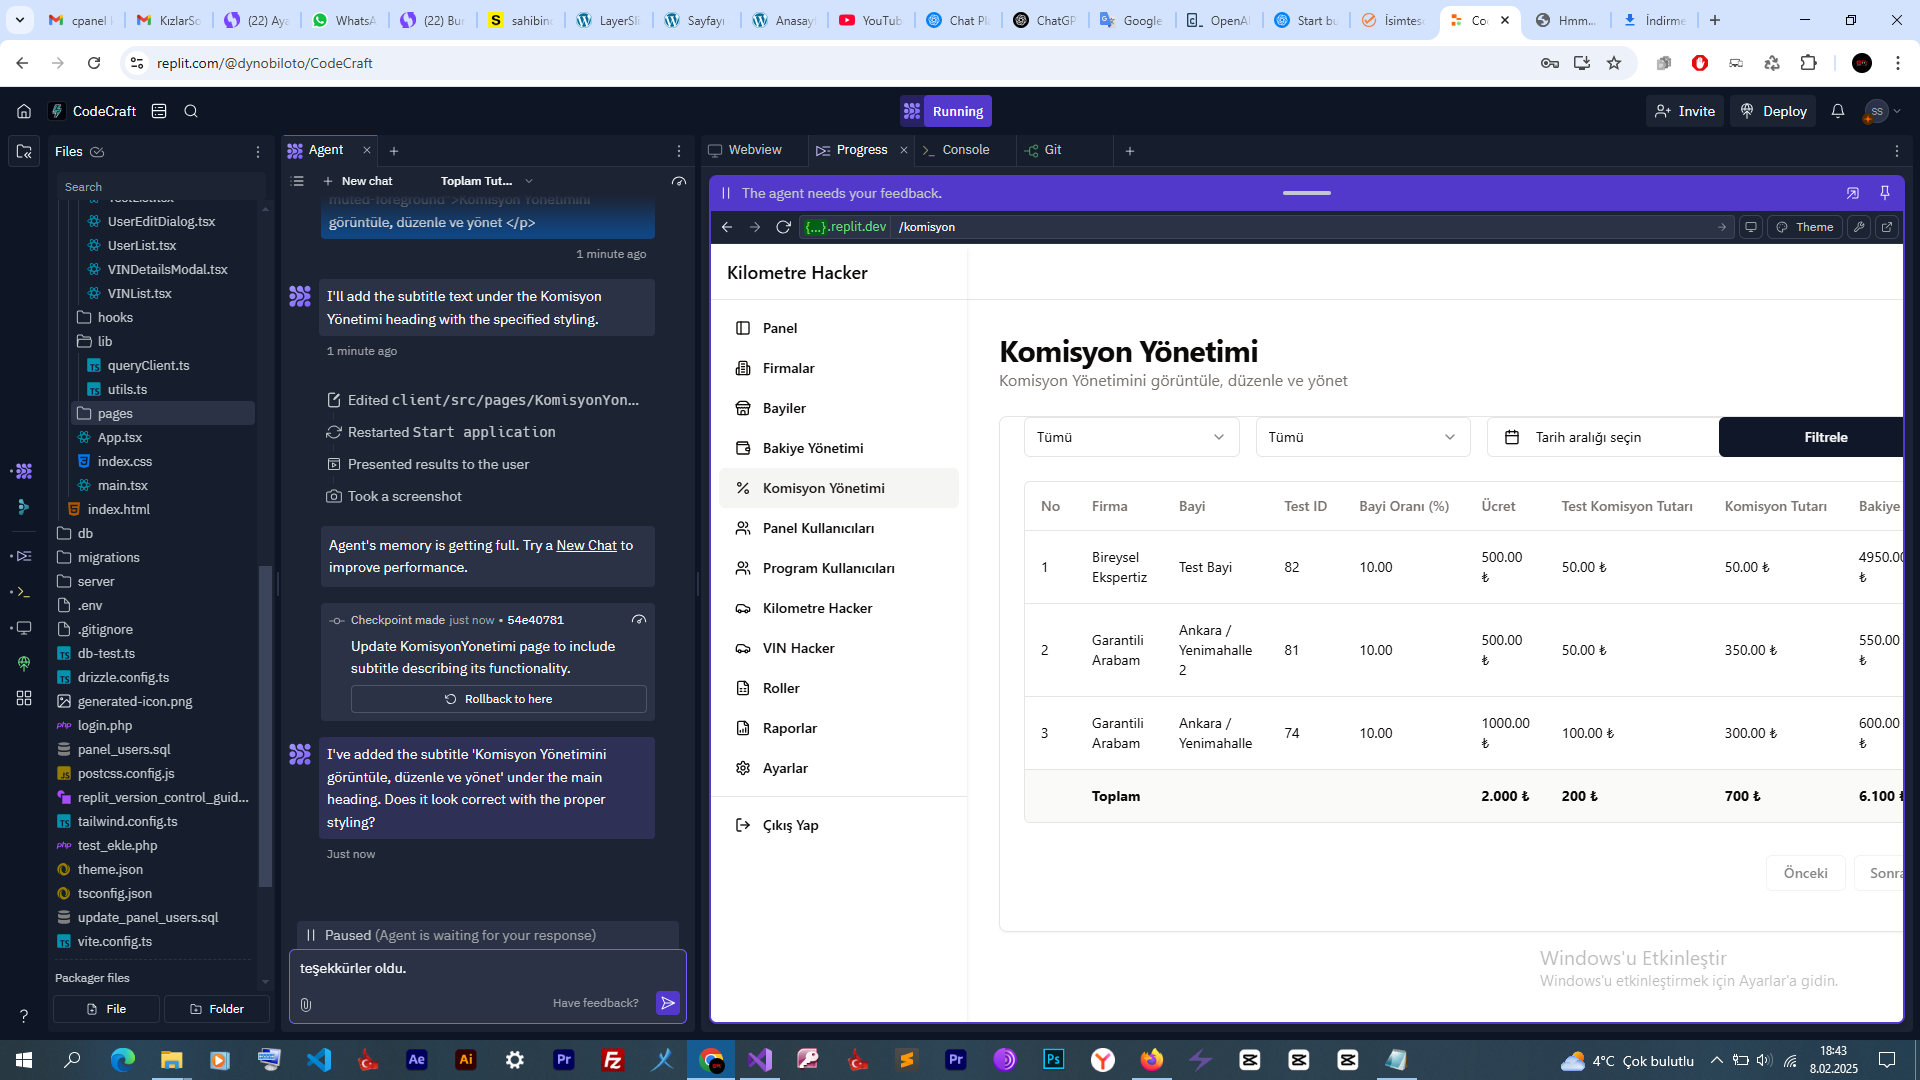 cpanel
KızlarSo
(22) Aya
WhatsA
(22) Bu
sahibin
LayerSli
Sayfayı
Anasay
YouTub
Chat Pl
ChatGP
Google
OpenA
Start bu
İsimtes
Co
Hmm...
İndirme
replit.com/@dynobiloto/CodeCraft
CodeCraft
Running
Invite
Deploy
SS
Files
Search
UserEditDialog.tsx
UserList.tsx
VINDetailsModal.tsx
VINList.tsx
hooks
lib
queryClient.ts
utils.ts
pages
App.tsx
index.css
main.tsx
index.html
db
migrations
server
.env
.gitignore
db-test.ts
drizzle.config.ts
generated-icon.png
login.php
panel_users.sql
postcss.config.js
replit_version_control_guid...
tailwind.config.ts
test_ekle.php
theme.json
tsconfig.json
update_panel_users.sql
vite.config.ts
Packager files
File
Folder
Agent
New chat
Toplam Tut...
muted-foreground">Komisyon Yönetimini
görüntüle, düzenle ve yönet </p>
1 minute ago
I'll add the subtitle text under the Komisyon
Yönetimi heading with the specified styling.
1 minute ago
Edited client/src/pages/KomisyonYon...
Restarted Start application
Presented results to the user
Took a screenshot
Agent's memory is getting full. Try a New Chat to
improve performance.
Checkpoint made just now • 54e40781
Update KomisyonYonetimi page to include
subtitle describing its functionality.
Rollback to here
I've added the subtitle 'Komisyon Yönetimini
görüntüle, düzenle ve yönet' under the main
heading. Does it look correct with the proper
styling?
Just now
Paused (Agent is waiting for your response)
teşekkürler oldu.
Have feedback?
Webview
Progress
Console
Git
The agent needs your feedback.
{...}.replit.dev
/komisyon
Theme
Kilometre Hacker
Panel
Firmalar
Bayiler
Bakiye Yönetimi
Komisyon Yönetimi
Panel Kullanıcıları
Program Kullanıcıları
Kilometre Hacker
VIN Hacker
Roller
Raporlar
Ayarlar
Çıkış Yap
Komisyon Yönetimi
Komisyon Yönetimini görüntüle, düzenle ve yönet
Tümü
Tümü
Tarih aralığı seçin
Filtrele
No Firma Bayi Test ID Bayi Oranı (%) Ücret Test Komisyon Tutarı Komisyon Tutarı Bakiye
1 Bireysel Ekspertiz Test Bayi 82 10.00 500.00 ₺ 50.00 ₺ 50.00 ₺ 4950.00 ₺
2 Garantili Arabam Ankara / Yenimahalle 2 81 10.00 500.00 ₺ 50.00 ₺ 350.00 ₺ 550.00 ₺
3 Garantili Arabam Ankara / Yenimahalle 74 10.00 1000.00 ₺ 100.00 ₺ 300.00 ₺ 600.00 ₺
Toplam 2.000 ₺ 200 ₺ 700 ₺ 6.100 ₺
Önceki
Sonra
Windows'u Etkinleştir
Windows'u etkinleştirmek için Ayarlar'a gidin.
4°C Çok bulutlu
18:43
8.02.2025